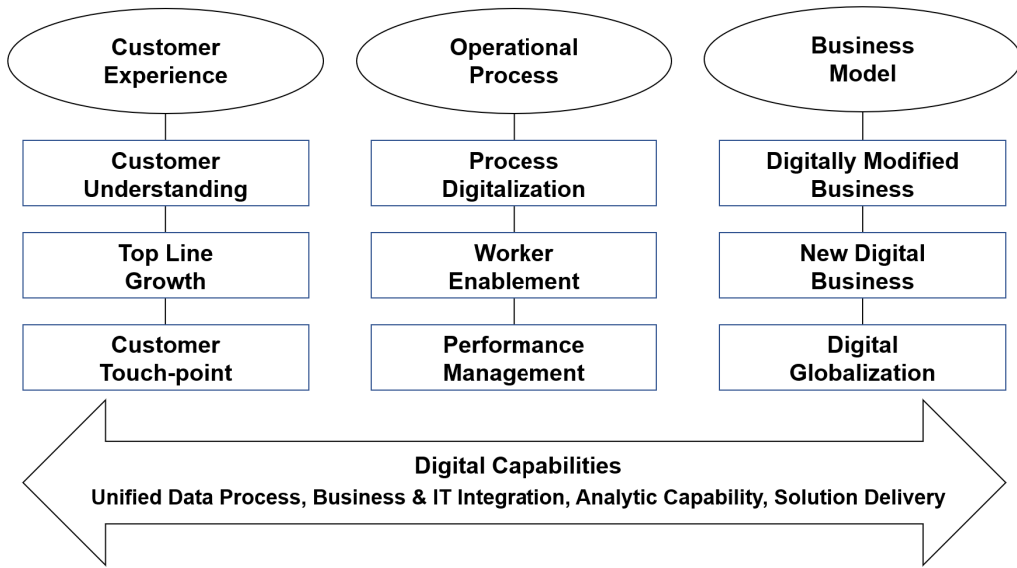 Customer
Experience
Operational
Process
Business
Model
Customer
Understanding
Process
Digitalization
Digitally Modified
Business
Top Line
Growth
Worker
Enablement
New Digital
Business
Customer
Touch-point
Performance
Management
Digital
Globalization
Digital Capabilities
Unified Data Process, Business & IT Integration, Analytic Capability, Solution Delivery